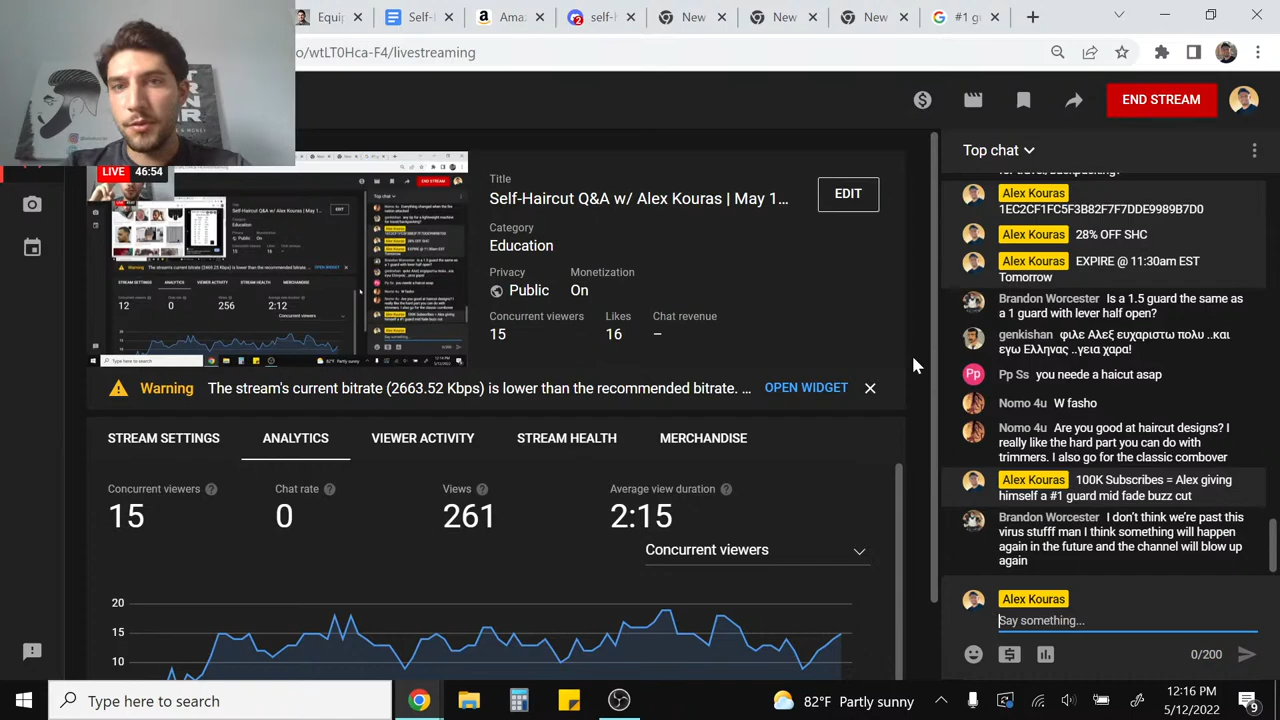 Equip
Self-
Ama
self-h
New
New
New
#1 g
o/wtLT0Hca-F4/livestreaming
END STREAM
LIVE 46:54
Title
Self-Haircut Q&A w/ Alex Kouras | May 1...
EDIT
Category
Education
Privacy
Monetization
Public
On
Concurrent viewers
Likes
Chat revenue
15
16
–
Warning
The stream's current bitrate (2663.52 Kbps) is lower than the recommended bitrate. ...
OPEN WIDGET
STREAM SETTINGS
ANALYTICS
VIEWER ACTIVITY
STREAM HEALTH
MERCHANDISE
Concurrent viewers
Chat rate
Views
Average view duration
15
0
261
2:15
Concurrent viewers
20
15
10
Top chat
Alex Kouras
28% OFF SHC
Alex Kouras EXPIRE @ 11:30am EST
Tomorrow
Brandon Worcester Is a .5 guard the same as
a 1 guard with lever half open?
genkishan φιλε Αλεξ ευχαριστω πολυ ..και
εγω Ελληνας ..γεια χαρα!
Pp Ss you neede a haicut asap
Nomo 4u W fasho
Nomo 4u Are you good at haircut designs? I
really like the hard part you can do with
trimmers. I also go for the classic combover
Alex Kouras 100K Subscribes = Alex giving
himself a #1 guard mid fade buzz cut
Brandon Worcester I don't think we're past this
virus stufff man I think something will happen
again in the future and the channel will blow up
again
Alex Kouras
Say something...
0/200
Type here to search
82°F Partly sunny
12:16 PM
5/12/2022
9